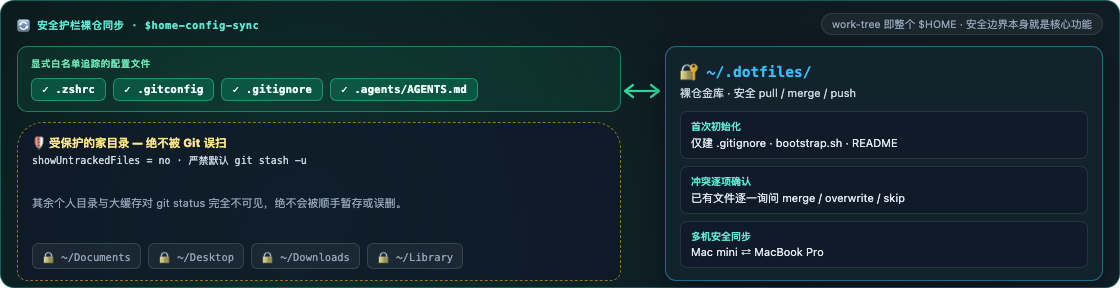 安全护栏裸仓同步 · $home-config-sync
work-tree 即整个 $HOME · 安全边界本身就是核心功能
显式白名单追踪的配置文件
✓ .zshrc
✓ .gitconfig
✓ .gitignore
✓ .agents/AGENTS.md
受保护的家目录 — 绝不被 Git 误扫
showUntrackedFiles = no · 严禁默认 git stash -u
其余个人目录与大缓存对 git status 完全不可见，绝不会被顺手暂存或误删。
~/Documents
~/Desktop
~/Downloads
~/Library
~/.dotfiles/
裸仓金库 · 安全 pull / merge / push
首次初始化
仅建 .gitignore · bootstrap.sh · README
冲突逐项确认
已有文件逐一询问 merge / overwrite / skip
多机安全同步
Mac mini ⇄ MacBook Pro